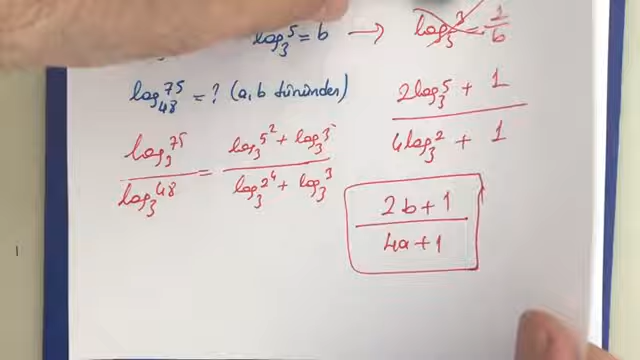 log₃5 = b → log₅3 = 1/b
log₄₈75 = ? (a, b türünden)
log₃75 / log₃48 = (log₃5² + log₃3) / (log₃2⁴ + log₃3)
(2log₃5 + 1) / (4log₃2 + 1)
(2b+1) / (4a+1)